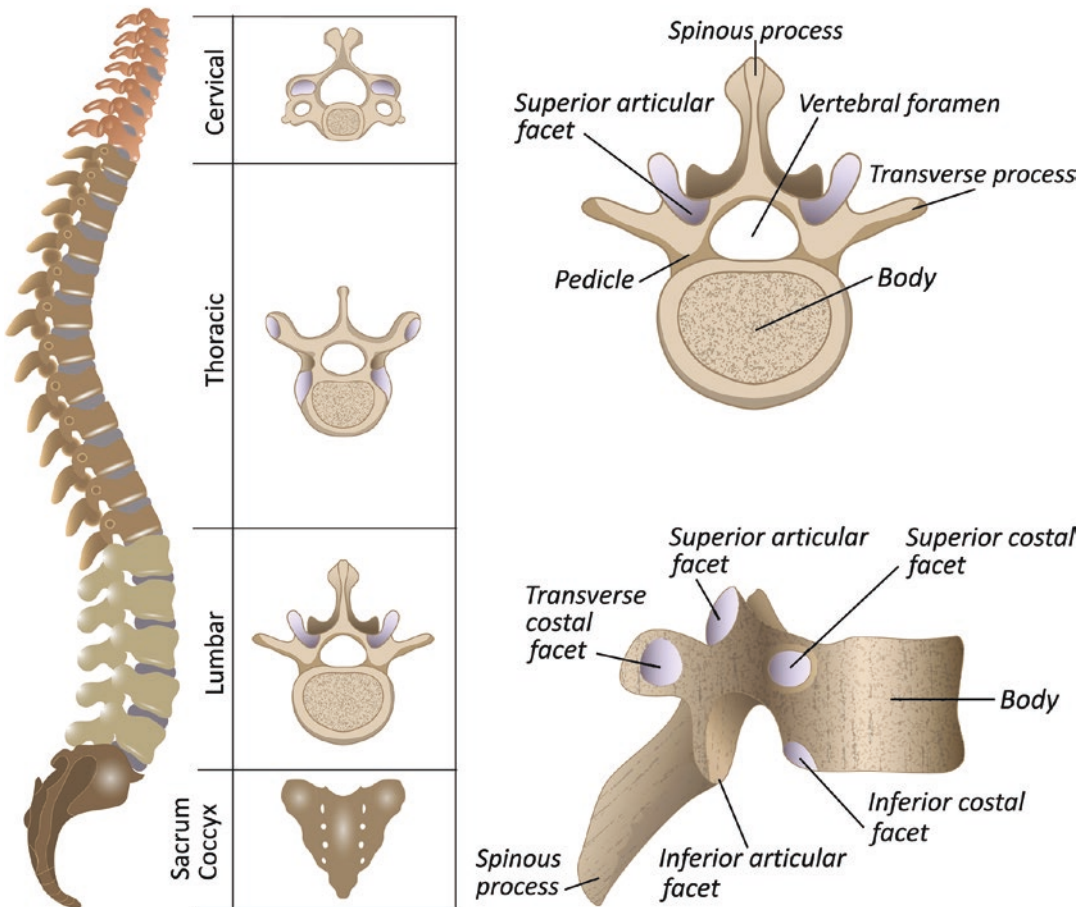 Cervical
Thoracic
Lumbar
Sacrum
Coccyx
Spinous process
Superior articular
facet
Vertebral foramen
Transverse process
Pedicle
Body
Superior articular
facet
Superior costal
facet
Transverse
costal
facet
Body
Inferior costal
facet
Inferior articular
facet
Spinous
process